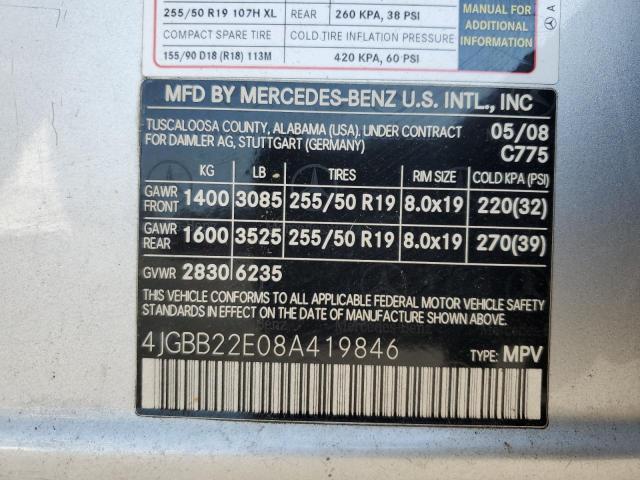 255/50 R19 107H XL REAR 260 KPA, 38 PSI
MANUAL FOR
ADDITIONAL
INFORMATION
COMPACT SPARE TIRE COLD TIRE INFLATION PRESSURE
155/90 D18 (R18) 113M 420 KPA, 60 PSI
A
MFD BY MERCEDES-BENZ U.S. INTL., INC
TUSCALOOSA COUNTY, ALABAMA (USA), UNDER CONTRACT 05/08
FOR DAIMLER AG, STUTTGART (GERMANY) C775
KG LB TIRES RIM SIZE COLD KPA (PSI)
GAWR FRONT 1400 3085 255/50 R19 8.0x19 220(32)
GAWR REAR 1600 3525 255/50 R19 8.0x19 270(39)
GVWR 2830 6235
THIS VEHICLE CONFORMS TO ALL APPLICABLE FEDERAL MOTOR VEHICLE SAFETY
STANDARDS IN EFFECT ON THE DATE OF MANUFACTURE SHOWN ABOVE.
4JGBB22E08A419846 TYPE: MPV